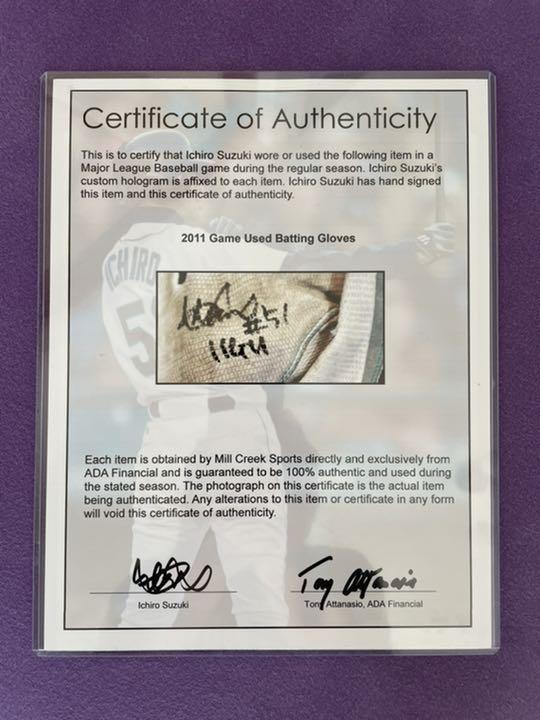 Certificate of Authenticity
This is to certify that Ichiro Suzuki wore or used the following item in a
Major League Baseball game during the regular season. Ichiro Suzuki's
custom hologram is affixed to each item. Ichiro Suzuki has hand signed
this item and this certificate of authenticity.
2011 Game Used Batting Gloves
ICHIRO
5
#51
11GU
Each item is obtained by Mill Creek Sports directly and exclusively from
ADA Financial and is guaranteed to be 100% authentic and used during
the stated season. The photograph on this certificate is the actual item
being authenticated. Any alterations to this item or certificate in any form
will void this certificate of authenticity.
Tony Attanasio
Ichiro Suzuki
Tony Attanasio, ADA Financial